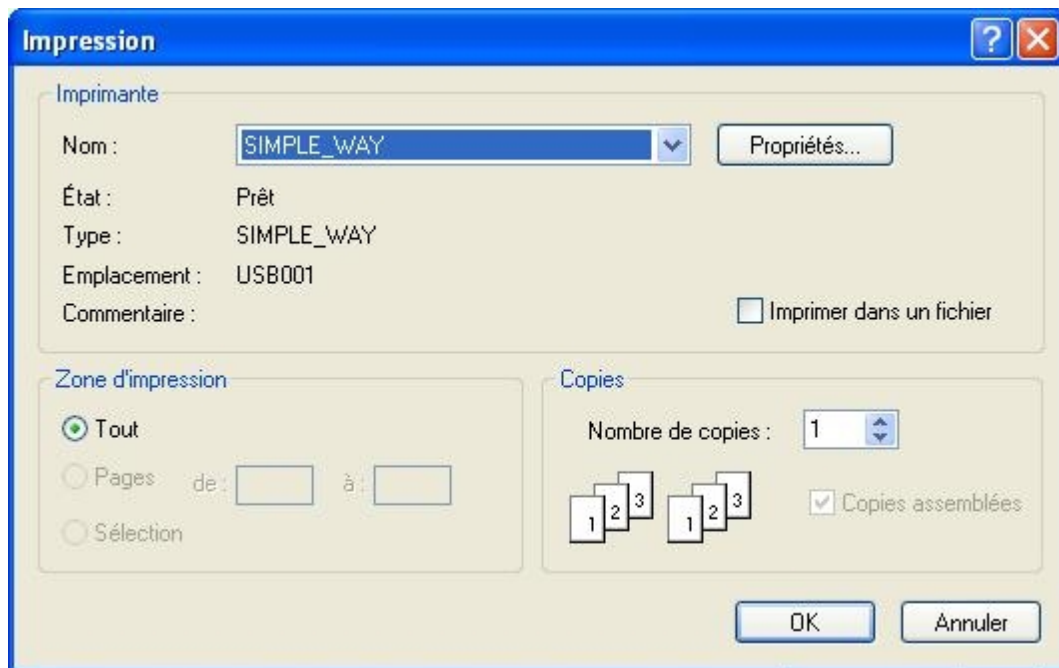 Impression
?
Imprimante
Nom :
SIMPLE_WAY
Propriétés...
État :
Prêt
Type :
SIMPLE_WAY
Emplacement :
USB001
Commentaire :
Imprimer dans un fichier
Zone d'impression
Tout
Pages de : à :
Sélection
Copies
Nombre de copies : 1
1 2 3 1 2 3
Copies assemblées
OK
Annuler